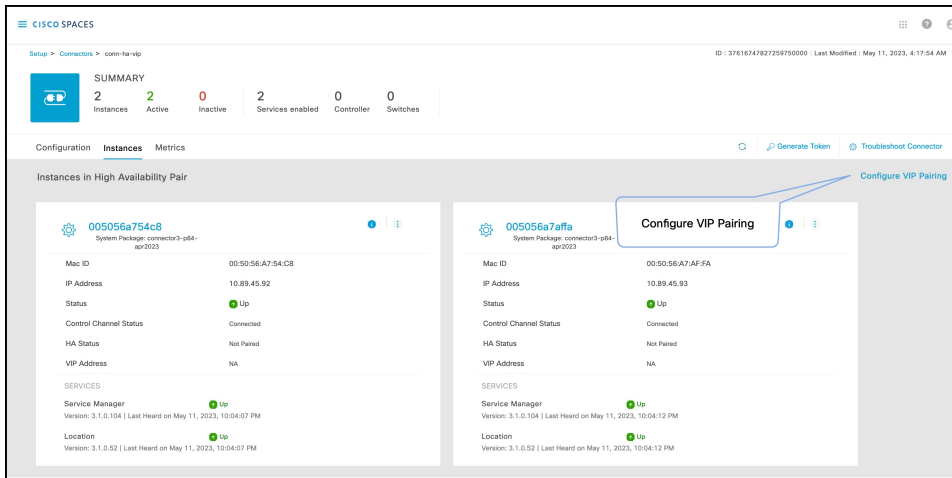 CISCO SPACES
Setup > Connectors > conn-ha-vip
ID : 37616747827259750000 | Last Modified : May 11, 2023, 4:17:54 AM
SUMMARY
2 2 0 2 0 0
Instances Active Inactive Services enabled Controller Switches
Configuration Instances Metrics
Generate Token Troubleshoot Connector
Instances in High Availability Pair
Configure VIP Pairing
Configure VIP Pairing
005056a754c8
System Package: connector3-p84-
apr2023
Mac ID 00:50:56:A7:54:C8
IP Address 10.89.45.92
Status Up
Control Channel Status Connected
HA Status Not Paired
VIP Address NA
SERVICES
Service Manager Up
Version: 3.1.0.104 | Last Heard on May 11, 2023, 10:04:07 PM
Location Up
Version: 3.1.0.52 | Last Heard on May 11, 2023, 10:04:07 PM
005056a7affa
System Package: connector3-p84-
apr2023
Mac ID 00:50:56:A7:AF:FA
IP Address 10.89.45.93
Status Up
Control Channel Status Connected
HA Status Not Paired
VIP Address NA
SERVICES
Service Manager Up
Version: 3.1.0.104 | Last Heard on May 11, 2023, 10:04:12 PM
Location Up
Version: 3.1.0.52 | Last Heard on May 11, 2023, 10:04:12 PM